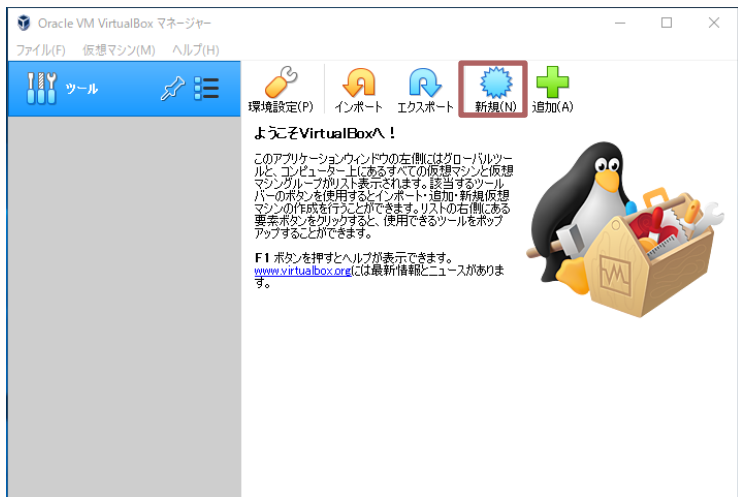 Oracle VM VirtualBox マネージャー
ファイル(F) 仮想マシン(M) ヘルプ(H)
ツール
環境設定(P) インポート エクスポート 新規(N) 追加(A)
ようこそVirtualBoxへ！
このアプリケーションウィンドウの左側にはグローバルツー
ルと、コンピューター上にあるすべての仮想マシンと仮想
マシングループがリスト表示されます。該当するツール
バーのボタンを使用するとインポート・追加・新規仮想
マシンの作成を行うことができます。リストの右側にある
要素ボタンをクリックすると、使用できるツールをポップ
アップすることができます。
F1 ボタンを押すとヘルプが表示できます。
www.virtualbox.orgには最新情報とニュースがありま
す。